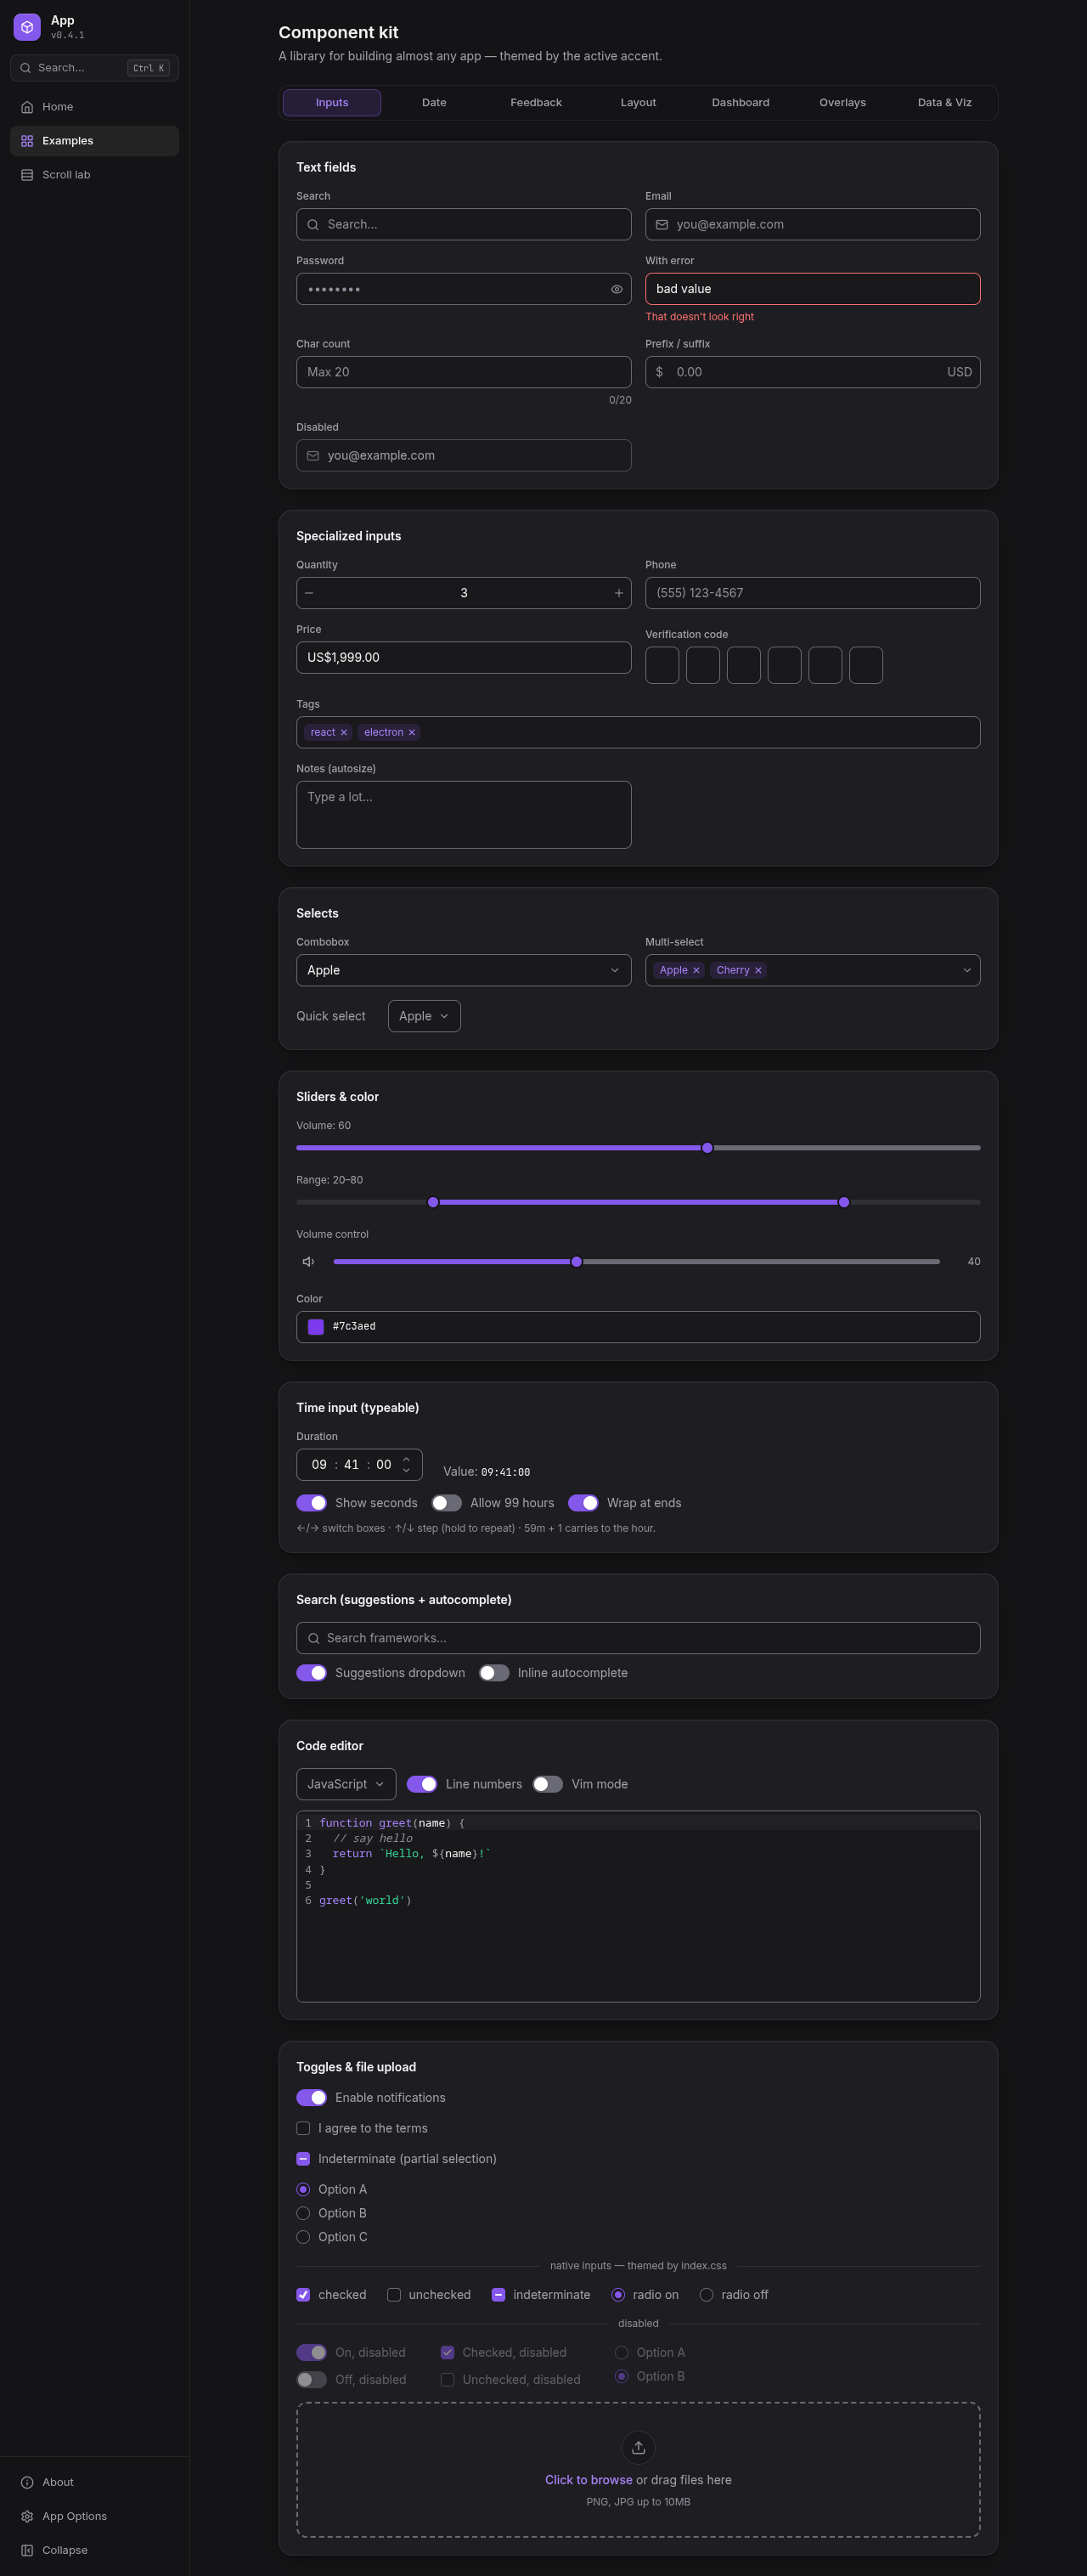 App
v0.4.1
Search...
Ctrl K
Home
Examples
Scroll lab
Component kit
A library for building almost any app — themed by the active accent.
Inputs Date Feedback Layout Dashboard Overlays Data & Viz
Text fields
Search Email
Search... you@example.com
Password With error
•••••••• bad value
That doesn't look right
Char count Prefix / suffix
Max 20 $ 0.00 USD
0/20
Disabled
you@example.com
Specialized inputs
Quantity Phone
3 (555) 123-4567
Price Verification code
US$1,999.00
Tags
react × electron ×
Notes (autosize)
Type a lot...
Selects
Combobox Multi-select
Apple Apple × Cherry ×
Quick select Apple
Sliders & color
Volume: 60
Range: 20–80
Volume control
40
Color
#7c3aed
Time input (typeable)
Duration
09 : 41 : 00 Value: 09:41:00
Show seconds Allow 99 hours Wrap at ends
←/→ switch boxes · ↑/↓ step (hold to repeat) · 59m + 1 carries to the hour.
Search (suggestions + autocomplete)
Search frameworks...
Suggestions dropdown Inline autocomplete
Code editor
JavaScript Line numbers Vim mode
1 function greet(name) {
2 // say hello
3 return `Hello, ${name}!`
4 }
5
6 greet('world')
Toggles & file upload
Enable notifications
I agree to the terms
Indeterminate (partial selection)
Option A
Option B
Option C
native inputs — themed by index.css
checked unchecked indeterminate radio on radio off
disabled
On, disabled Checked, disabled Option A
Off, disabled Unchecked, disabled Option B
Click to browse or drag files here
PNG, JPG up to 10MB
About
App Options
Collapse